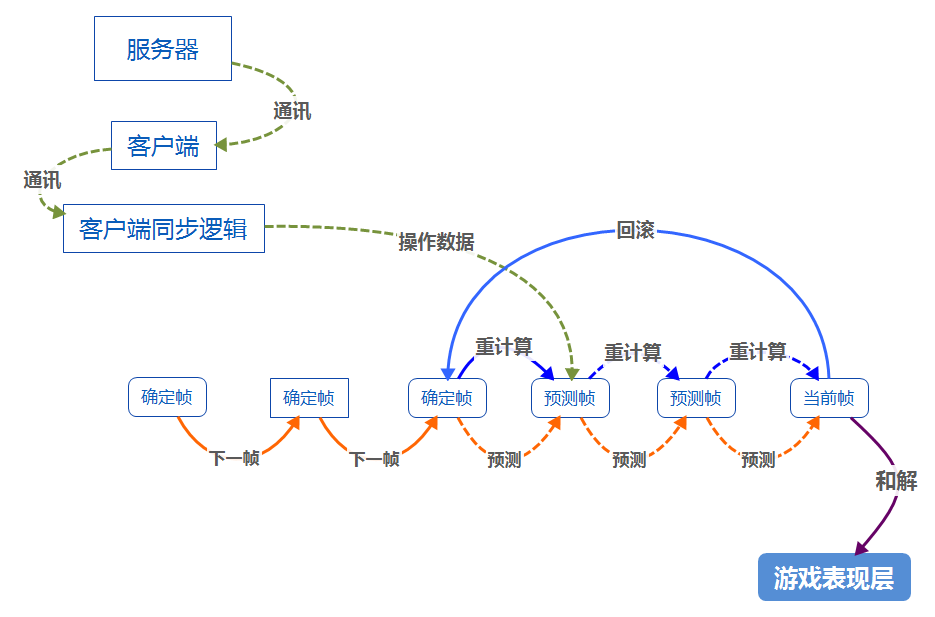 服务器
通讯
客户端
通讯
客户端同步逻辑
操作数据
回滚
重计算
重计算
重计算
确定帧
确定帧
确定帧
预测帧
预测帧
当前帧
下一帧
下一帧
预测
预测
预测
和解
游戏表现层